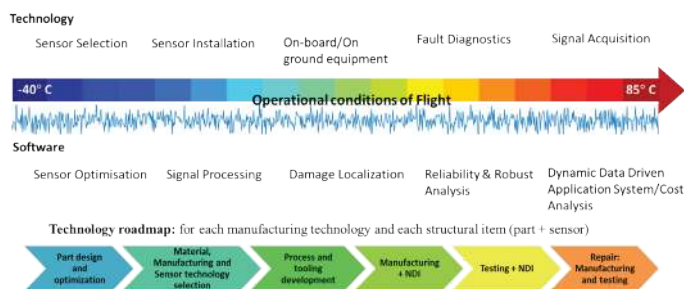 Technology
Sensor Selection
Sensor Installation
On-board/On
ground equipment
Fault Diagnostics
Signal Acquisition
-40° C
85° C
Operational conditions of Flight
Software
Sensor Optimisation
Signal Processing
Damage Localization
Reliability & Robust
Analysis
Dynamic Data Driven
Application System/Cost
Analysis
Technology roadmap: for each manufacturing technology and each structural item (part + sensor)
Part design
and
optimization
Material,
Manufacturing and
Sensor technology
selection
Process and
tooling
development
Manufacturing
+ NDI
Testing + NDI
Repair:
Manufacturing
and testing